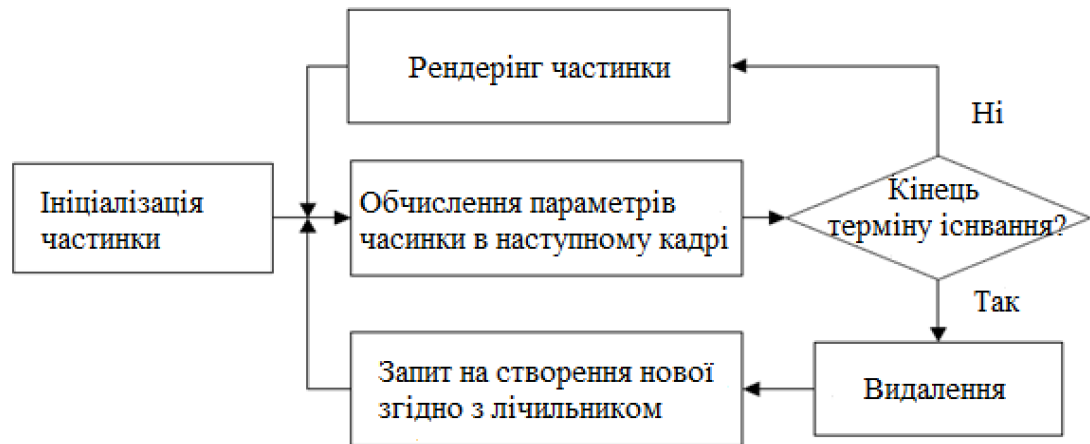 Рендерінг частинки
Ні
Ініціалізація
частинки
Обчислення параметрів
часинки в наступному кадрі
Кінець
терміну існвання?
Так
Запит на створення нової
згідно з лічильником
Видалення